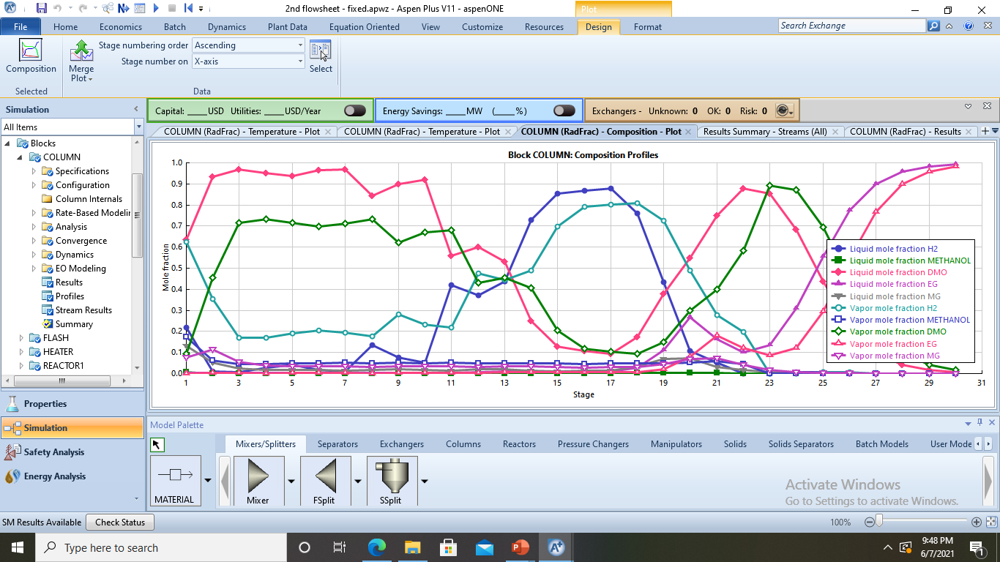 2nd flowsheet - fixed.apwz - Aspen Plus V11 - aspenONE
Plot
File Home Economics Batch Dynamics Plant Data Equation Oriented View Customize Resources Design Format
Search Exchange
Composition
Selected
Merge Plot
Stage numbering order Ascending
Stage number on X-axis
Select
Data
Capital: ____USD Utilities: ____USD/Year
Energy Savings: ____MW (____%)
Exchangers - Unknown: 0 OK: 0 Risk: 0
Simulation
All Items
Blocks
COLUMN
Specifications
Configuration
Column Internals
Rate-Based Modelin
Analysis
Convergence
Dynamics
EO Modeling
Results
Profiles
Stream Results
Summary
FLASH
HEATER
REACTOR1
Properties
Simulation
Safety Analysis
Energy Analysis
COLUMN (RadFrac) - Temperature - Plot
COLUMN (RadFrac) - Temperature - Plot
COLUMN (RadFrac) - Composition - Plot
Results Summary - Streams (All)
COLUMN (RadFrac) - Results
Block COLUMN: Composition Profiles
Mole fraction
1.0
0.9
0.8
0.7
0.6
0.5
0.4
0.3
0.2
0.1
0.0
1 3 5 7 9 11 13 15 17 19 21 23 25 27 29 31
Stage
Liquid mole fraction H2
Liquid mole fraction METHANOL
Liquid mole fraction DMO
Liquid mole fraction EG
Liquid mole fraction MG
Vapor mole fraction H2
Vapor mole fraction METHANOL
Vapor mole fraction DMO
Vapor mole fraction EG
Vapor mole fraction MG
Model Palette
Mixers/Splitters Separators Exchangers Columns Reactors Pressure Changers Manipulators Solids Solids Separators Batch Models User Mode
MATERIAL
Mixer
FSplit
SSplit
Activate Windows
Go to Settings to activate Windows.
SM Results Available Check Status
100%
Type here to search
9:48 PM
6/7/2021
1